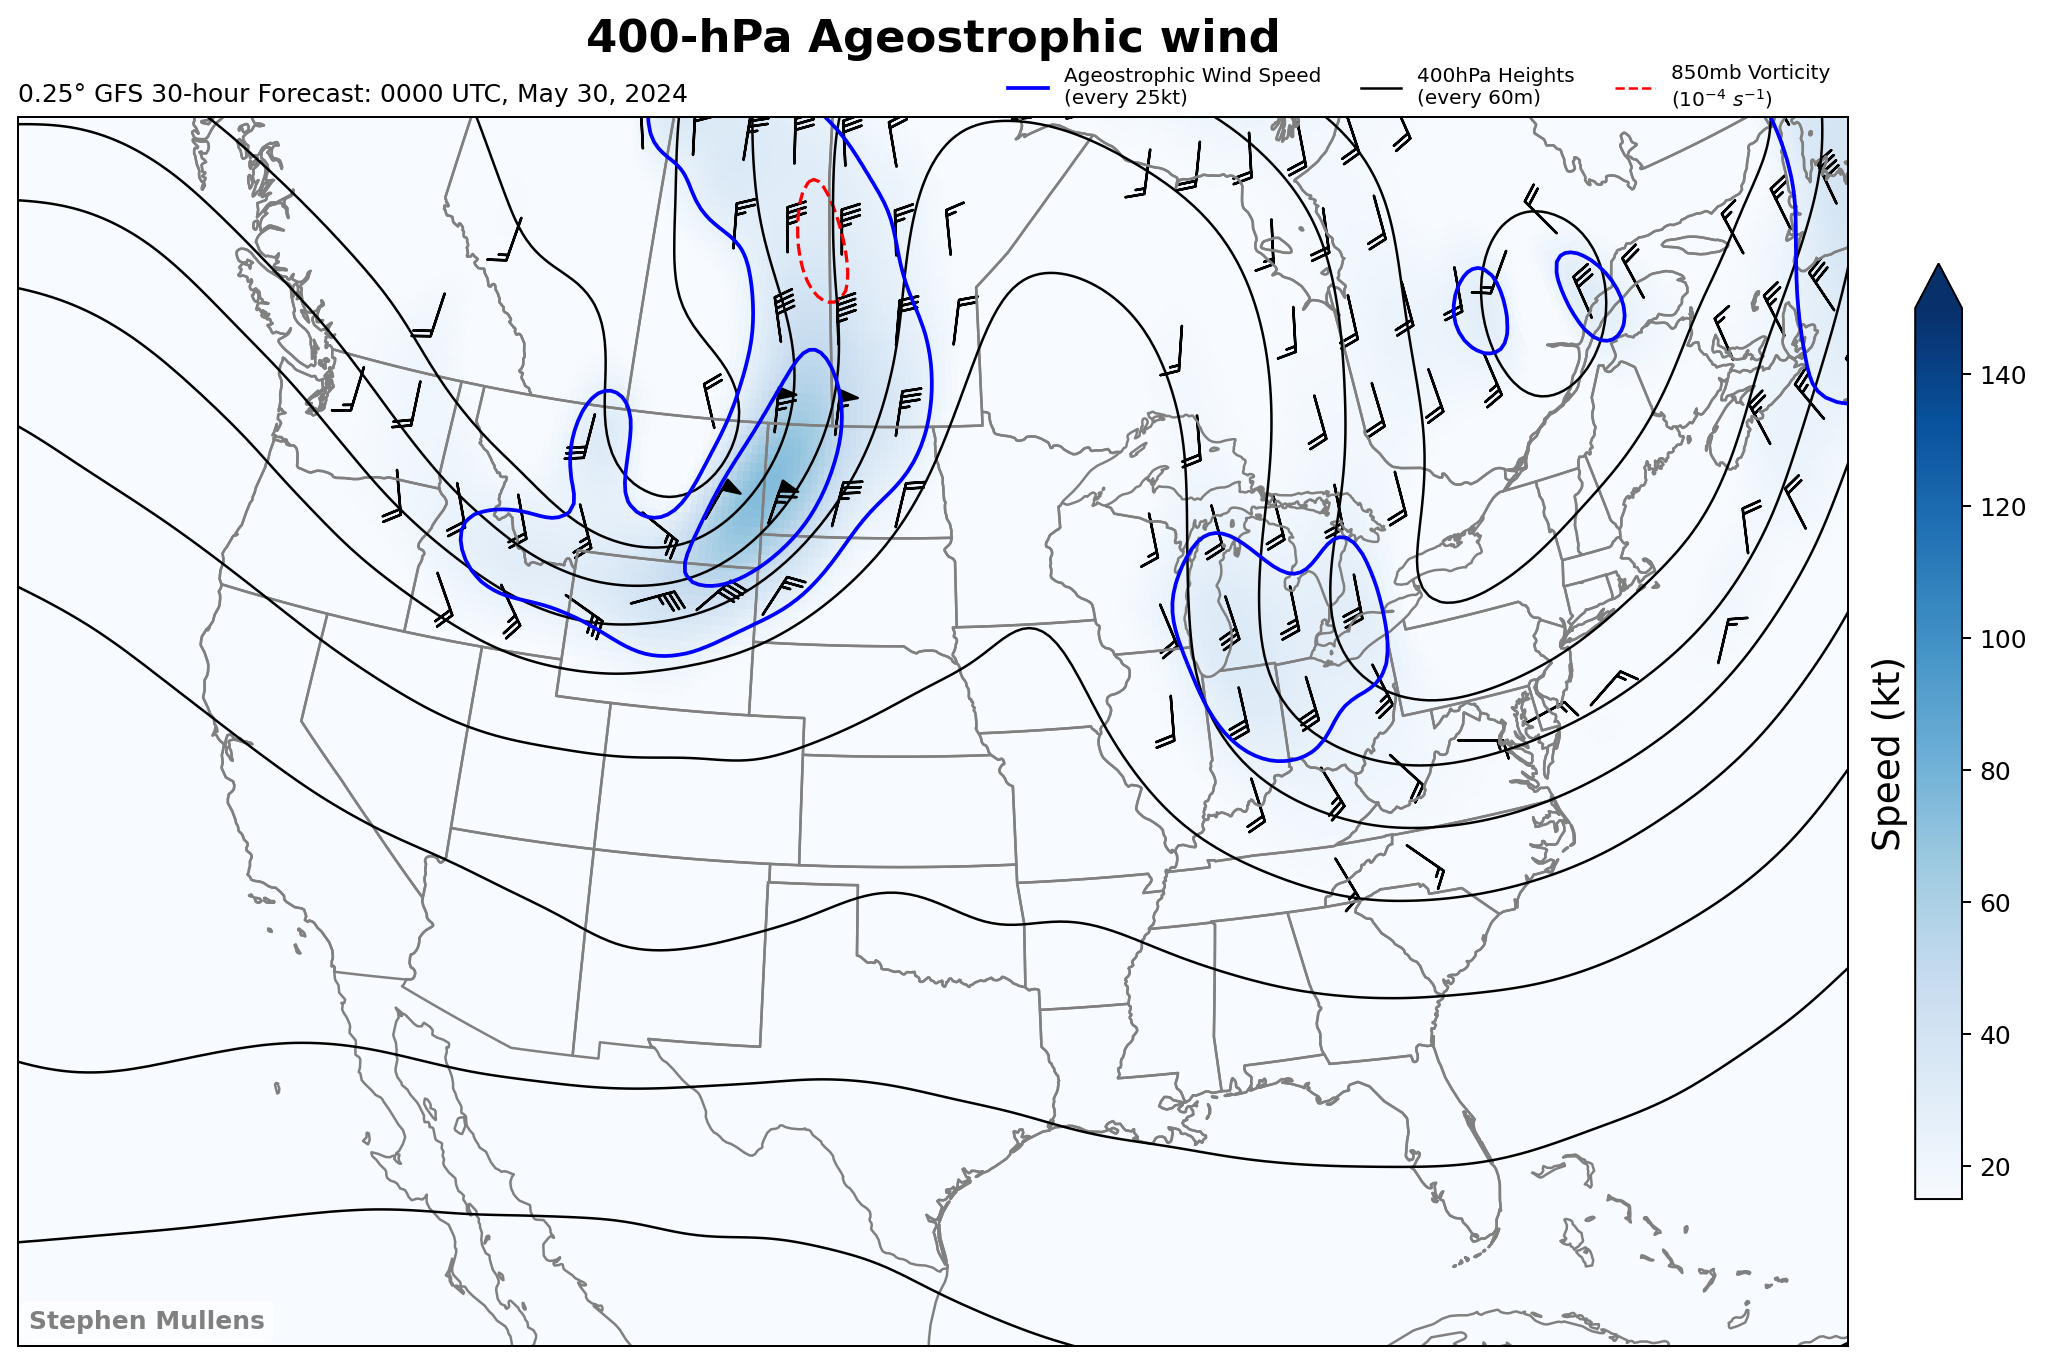 400-hPa Ageostrophic wind
0.25° GFS 30-hour Forecast: 0000 UTC, May 30, 2024
Ageostrophic Wind Speed
(every 25kt)
400hPa Heights
(every 60m)
850mb Vorticity
(10⁻⁴ s⁻¹)
140
120
100
80
60
40
20
Speed (kt)
Stephen Mullens